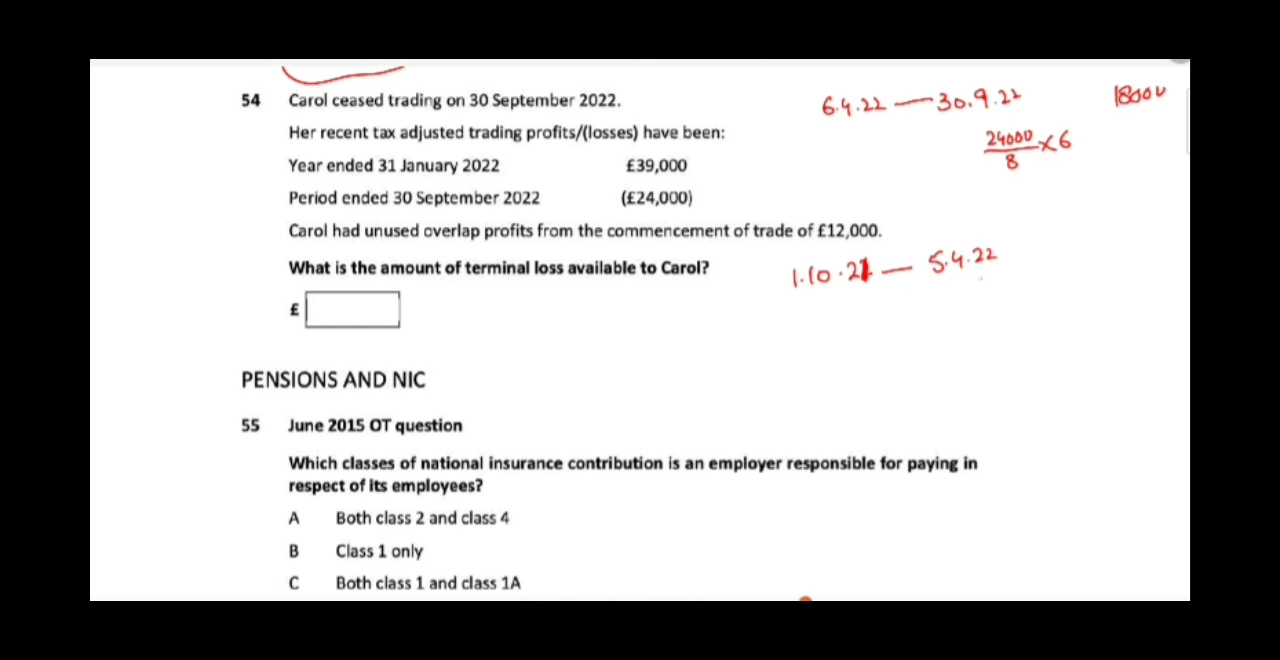 54 Carol ceased trading on 30 September 2022.
6.4.22 — 30.9.22 18000
Her recent tax adjusted trading profits/(losses) have been:
24000/8 × 6
Year ended 31 January 2022 £39,000
Period ended 30 September 2022 (£24,000)
Carol had unused overlap profits from the commencement of trade of £12,000.
What is the amount of terminal loss available to Carol?
1.10.21 — 5.4.22
£
PENSIONS AND NIC
55 June 2015 OT question
Which classes of national insurance contribution is an employer responsible for paying in
respect of its employees?
A Both class 2 and class 4
B Class 1 only
C Both class 1 and class 1A